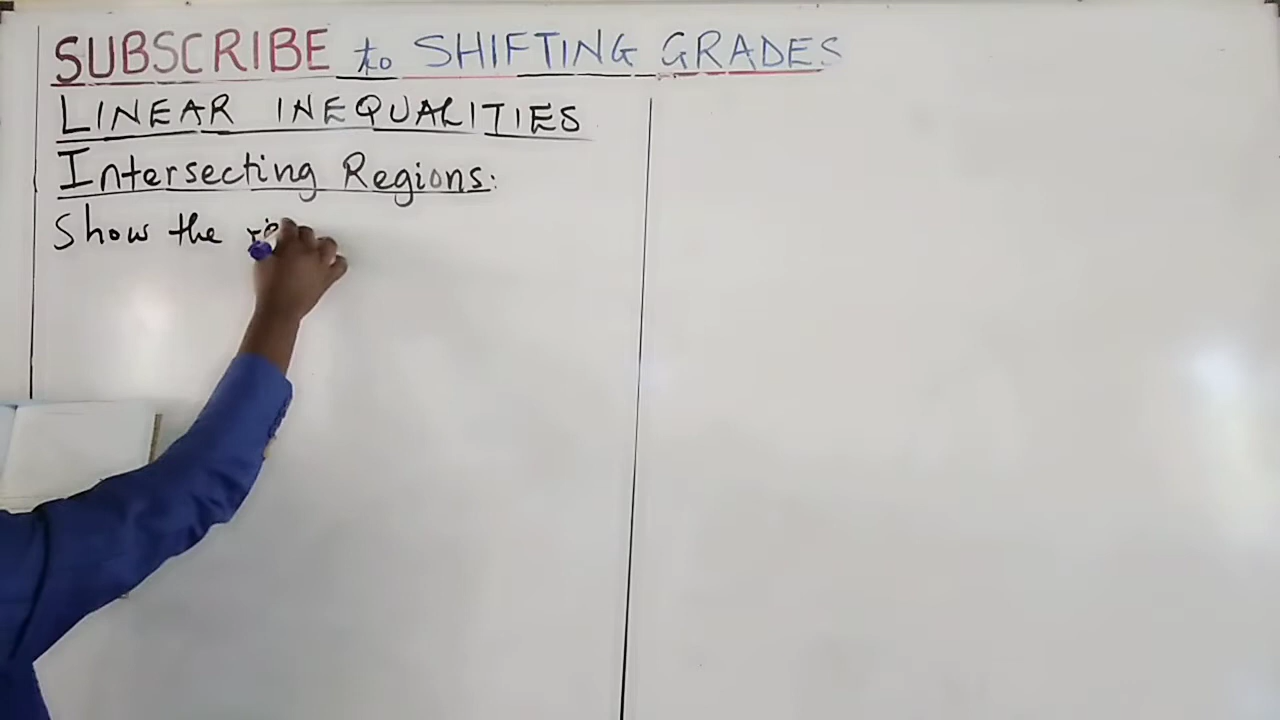 SUBSCRIBE to SHIFTING GRADES
LINEAR INEQUALITIES
Intersecting Regions:
Show the